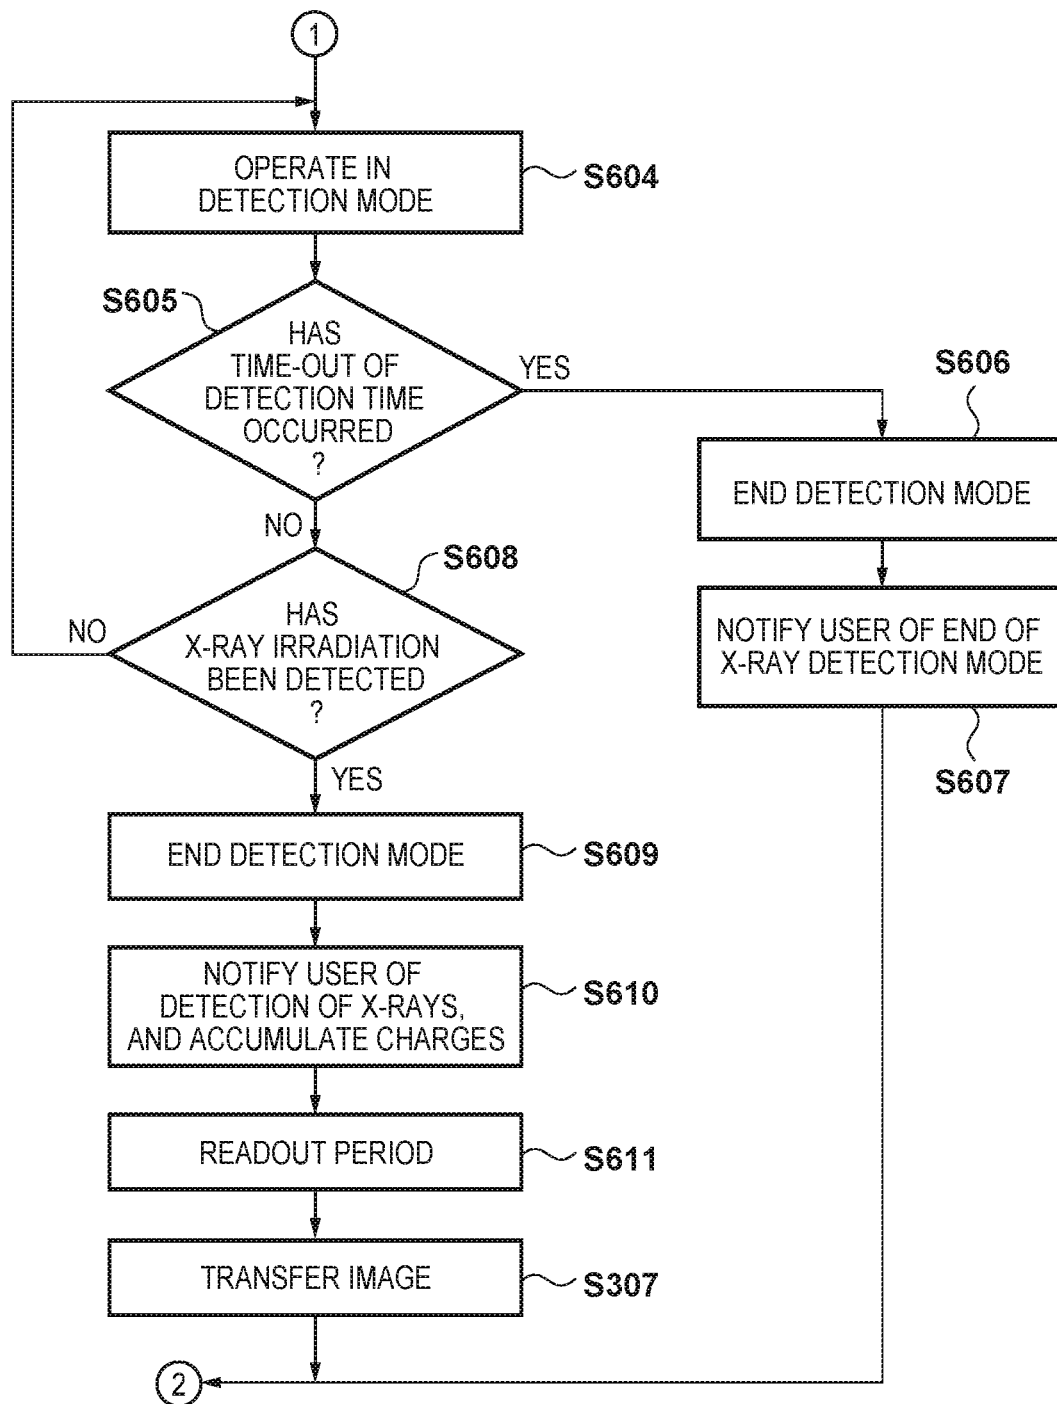 1
OPERATE IN
DETECTION MODE
S604
S605
HAS
TIME-OUT OF
DETECTION TIME
OCCURRED
?
YES
S606
END DETECTION MODE
NO
S608
HAS
X-RAY IRRADIATION
BEEN DETECTED
?
NO
NOTIFY USER OF END OF
X-RAY DETECTION MODE
S607
YES
END DETECTION MODE
S609
NOTIFY USER OF
DETECTION OF X-RAYS,
AND ACCUMULATE CHARGES
S610
READOUT PERIOD
S611
TRANSFER IMAGE
S307
2